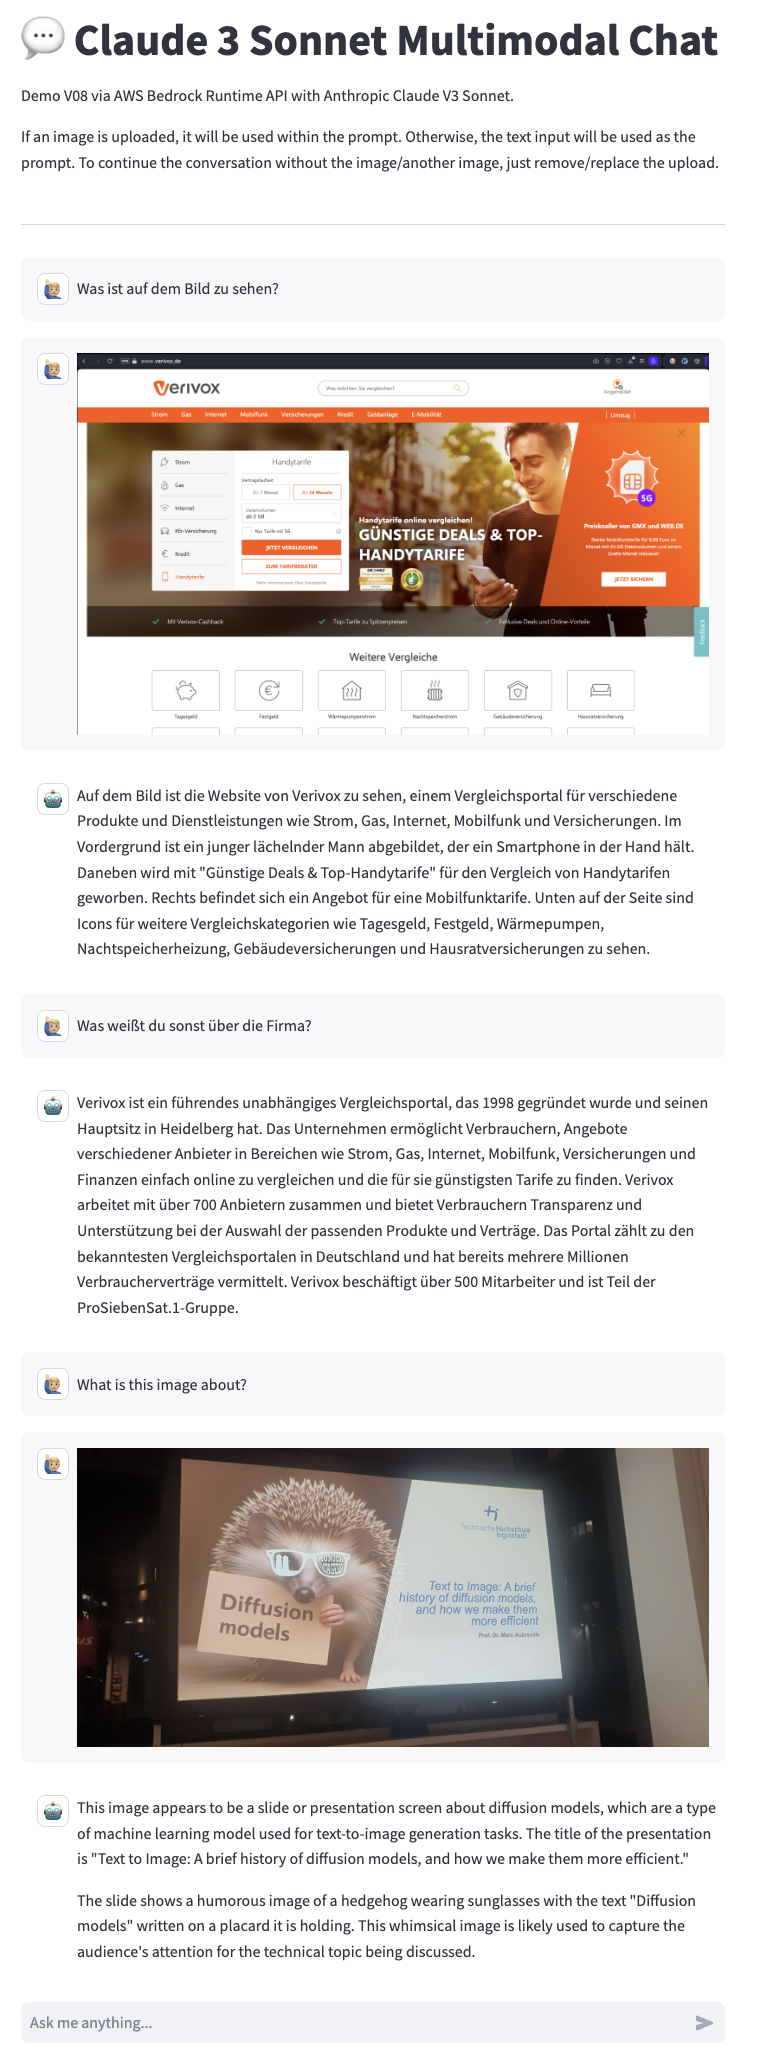 Claude 3 Sonnet Multimodal Chat
Demo V08 via AWS Bedrock Runtime API with Anthropic Claude V3 Sonnet.
If an image is uploaded, it will be used within the prompt. Otherwise, the text input will be used as the
prompt. To continue the conversation without the image/another image, just remove/replace the upload.
Was ist auf dem Bild zu sehen?
www.verivox.de
Verivox
Was möchten Sie vergleichen?
Angemeldet
Strom Gas Internet Mobilfunk Versicherungen Kredit Geldanlage E-Mobilität | Umzug |
Strom
Gas
Internet
Kfz-Versicherung
Kredit
Handytarife
Handytarife
Vertragslaufzeit
Bis 1 Monat Bis 24 Monate
Datenvolumen
ab 2 GB
Nur Tarife mit 5G
JETZT VERGLEICHEN
ZUM TARIFBERATER
Mehr Informationen über Handytarife
Handytarife online vergleichen!
GÜNSTIGE DEALS & TOP-
HANDYTARIFE
5G
Preisknaller von GMX und WEB.DE
JETZT SICHERN
Mit Verivox-Cashback Top-Tarife zu Spitzenpreisen Exklusive Deals und Online-Vorteile
Feedback
Weitere Vergleiche
Tagesgeld Festgeld Wärmepumpenstrom Nachtspeicherstrom Gebäudeversicherung Hausratversicherung
Auf dem Bild ist die Website von Verivox zu sehen, einem Vergleichsportal für verschiedene
Produkte und Dienstleistungen wie Strom, Gas, Internet, Mobilfunk und Versicherungen. Im
Vordergrund ist ein junger lächelnder Mann abgebildet, der ein Smartphone in der Hand hält.
Daneben wird mit "Günstige Deals & Top-Handytarife" für den Vergleich von Handytarifen
geworben. Rechts befindet sich ein Angebot für eine Mobilfunktarife. Unten auf der Seite sind
Icons für weitere Vergleichskategorien wie Tagesgeld, Festgeld, Wärmepumpen,
Nachtspeicherheizung, Gebäudeversicherungen und Hausratversicherungen zu sehen.
Was weißt du sonst über die Firma?
Verivox ist ein führendes unabhängiges Vergleichsportal, das 1998 gegründet wurde und seinen
Hauptsitz in Heidelberg hat. Das Unternehmen ermöglicht Verbrauchern, Angebote
verschiedener Anbieter in Bereichen wie Strom, Gas, Internet, Mobilfunk, Versicherungen und
Finanzen einfach online zu vergleichen und die für sie günstigsten Tarife zu finden. Verivox
arbeitet mit über 700 Anbietern zusammen und bietet Verbrauchern Transparenz und
Unterstützung bei der Auswahl der passenden Produkte und Verträge. Das Portal zählt zu den
bekanntesten Vergleichsportalen in Deutschland und hat bereits mehrere Millionen
Verbraucherverträge vermittelt. Verivox beschäftigt über 500 Mitarbeiter und ist Teil der
ProSiebenSat.1-Gruppe.
What is this image about?
Technische Hochschule
Ingolstadt
Diffusion
models
Text to Image: A brief
history of diffusion models,
and how we make them
more efficient
Prof. Dr. Marc Aubreville
This image appears to be a slide or presentation screen about diffusion models, which are a type
of machine learning model used for text-to-image generation tasks. The title of the presentation
is "Text to Image: A brief history of diffusion models, and how we make them more efficient."
The slide shows a humorous image of a hedgehog wearing sunglasses with the text "Diffusion
models" written on a placard it is holding. This whimsical image is likely used to capture the
audience's attention for the technical topic being discussed.
Ask me anything...